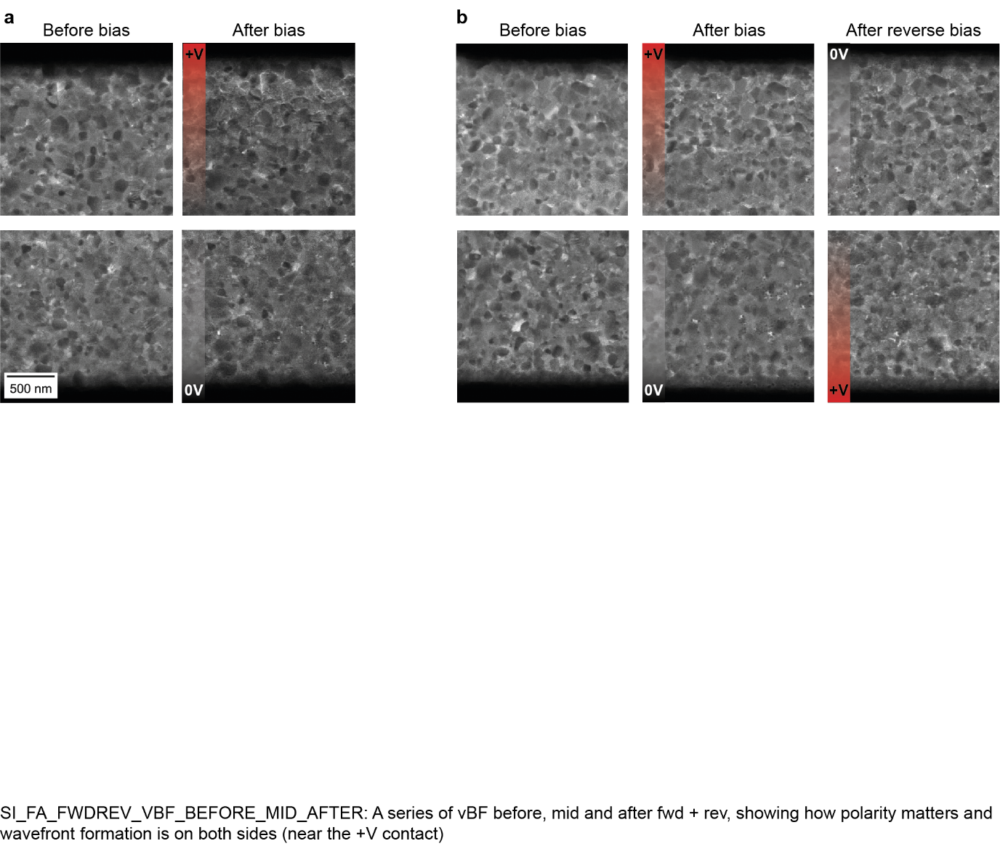 a
Before bias
After bias
b
Before bias
After bias
After reverse bias
+V
+V
0V
500 nm
0V
0V
+V
SI_FA_FWDREV_VBF_BEFORE_MID_AFTER: A series of vBF before, mid and after fwd + rev, showing how polarity matters and
wavefront formation is on both sides (near the +V contact)